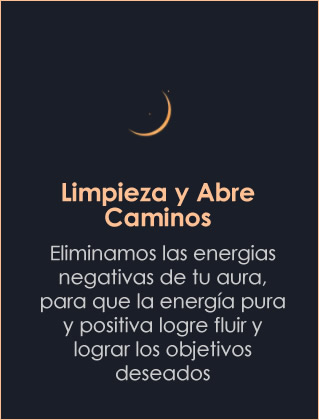 Limpieza y Abre
Caminos
Eliminamos las energias
negativas de tu aura,
para que la energía pura
y positiva logre fluir y
lograr los objetivos
deseados